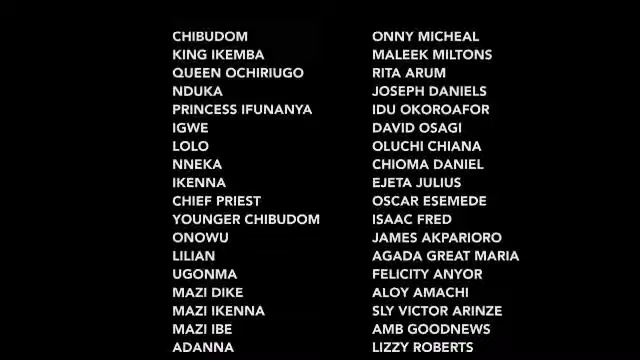 CHIBUDOM ONNY MICHEAL
KING IKEMBA MALEEK MILTONS
QUEEN OCHIRIUGO RITA ARUM
NDUKA JOSEPH DANIELS
PRINCESS IFUNANYA IDU OKOROAFOR
IGWE DAVID OSAGI
LOLO OLUCHI CHIANA
NNEKA CHIOMA DANIEL
IKENNA EJETA JULIUS
CHIEF PRIEST OSCAR ESEMEDE
YOUNGER CHIBUDOM ISAAC FRED
ONOWU JAMES AKPARIORO
LILIAN AGADA GREAT MARIA
UGONMA FELICITY ANYOR
MAZI DIKE ALOY AMACHI
MAZI IKENNA SLY VICTOR ARINZE
MAZI IBE AMB GOODNEWS
ADANNA LIZZY ROBERTS